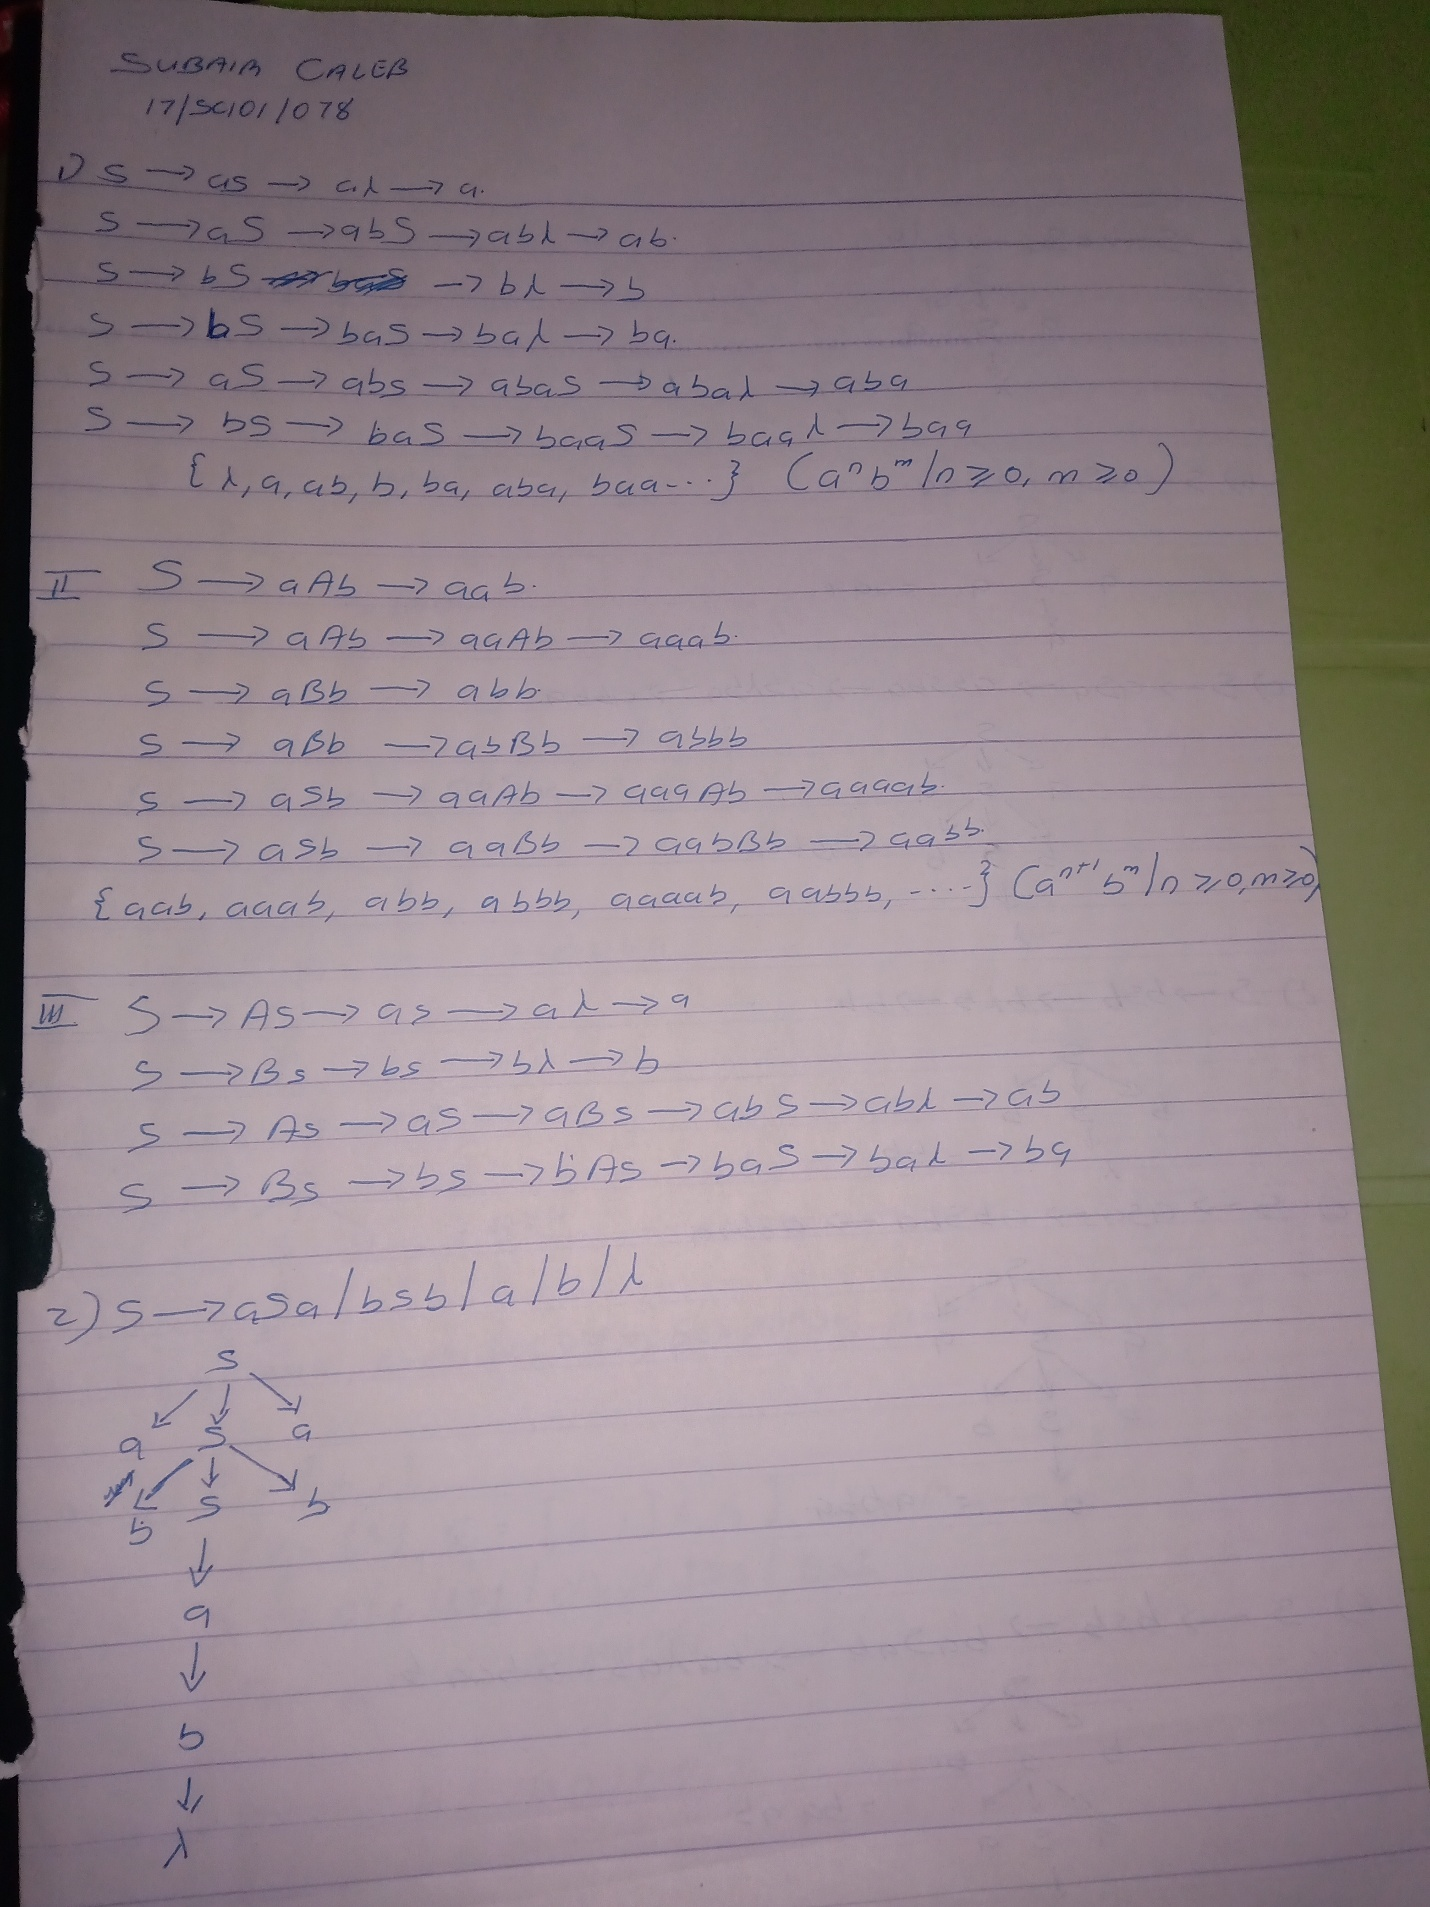 SUBAIR CALEB
17/SCI01/078
1) S → aS → aλ → a.
S → aS → abS → abλ → ab.
S → bS → bλ → b
S → bS → baS → baλ → ba.
S → aS → abS → abaS → abaλ → aba
S → bS → baS → baaS → baaλ → baa
{λ, a, ab, b, ba, aba, baa...} (aⁿbᵐ/n≥0, m≥0)
II S → aAb → aab.
S → aAb → aaAb → aaab.
S → aBb → abb.
S → aBb → abBb → abbb
S → aSb → aaAb → aaaAb → aaaab.
S → aSb → aaBb → aabBb → aabb.
{aab, aaab, abb, abbb, aaaab, aabbb, ....} (aⁿ⁺¹bᵐ/n≥0, m≥0)
III S → AS → aS → aλ → a
S → BS → bS → bλ → b
S → AS → aS → aBS → abS → abλ → ab
S → BS → bS → bAS → baS → baλ → ba
2) S → aSa/bSb/a/b/λ
S
a S a
b S b
a
b
λ